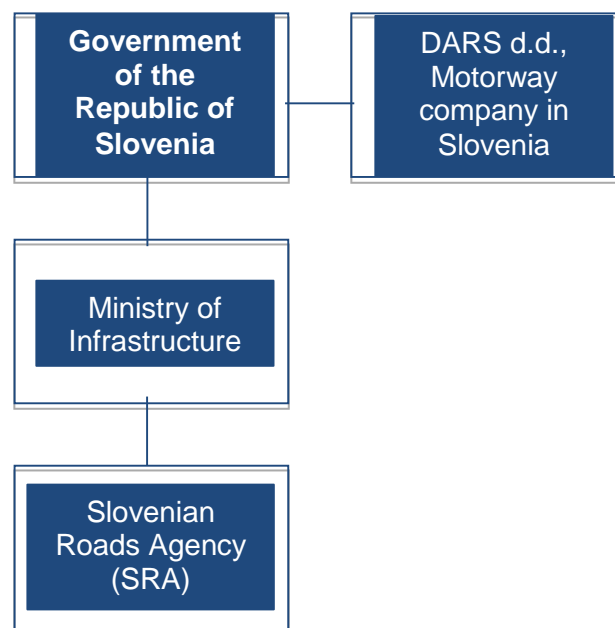 Government
of the
Republic of
Slovenia
DARS d.d.,
Motorway
company in
Slovenia
Ministry of
Infrastructure
Slovenian
Roads Agency
(SRA)